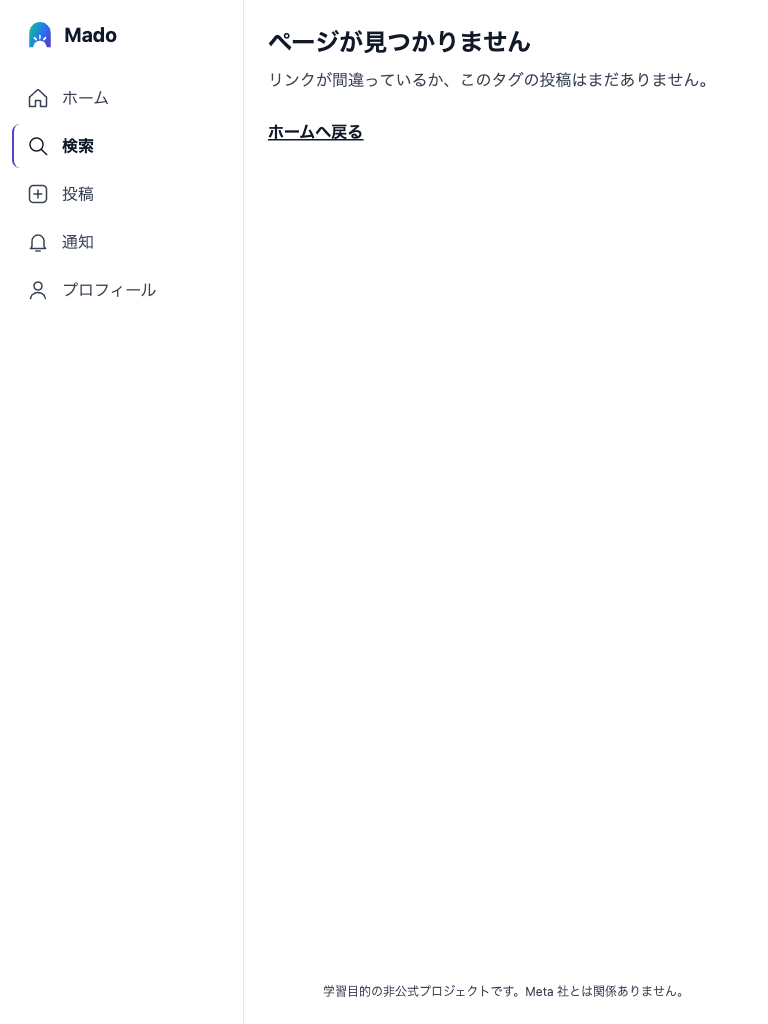 Mado
ホーム
検索
投稿
通知
プロフィール
ページが見つかりません
リンクが間違っているか、このタグの投稿はまだありません。
ホームへ戻る
学習目的の非公式プロジェクトです。Meta 社とは関係ありません。